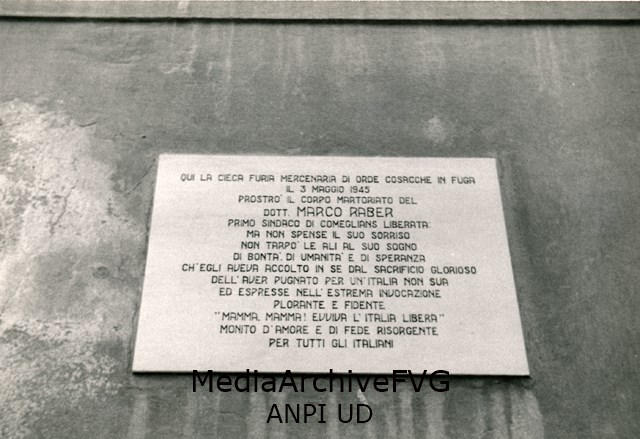 QUI LA CIECA FURIA MERCENARIA DI ORDE COSACCHE IN FUGA
IL 3 MAGGIO 1945
PROSTRO' IL CORPO MARTORIATO DEL
DOTT. MARCO RABER
PRIMO SINDACO DI COMEGLIANS LIBERATA:
MA NON SPENSE IL SUO SORRISO
NON TARPO' LE ALI AL SUO SOGNO
DI BONTA', DI UMANITA' E DI SPERANZA
CH'EGLI AVEVA ACCOLTO IN SE DAL SACRIFICIO GLORIOSO
DELL'AVER PUGNATO PER UN'ITALIA NON SUA
ED ESPRESSE NELL'ESTREMA INVOCAZIONE
PLORANTE E FIDENTE
"MAMMA, MAMMA! EVVIVA L'ITALIA LIBERA"
MONITO D'AMORE E DI FEDE RISORGENTE
PER TUTTI GLI ITALIANI
MediaArchiveFVG
ANPI UD